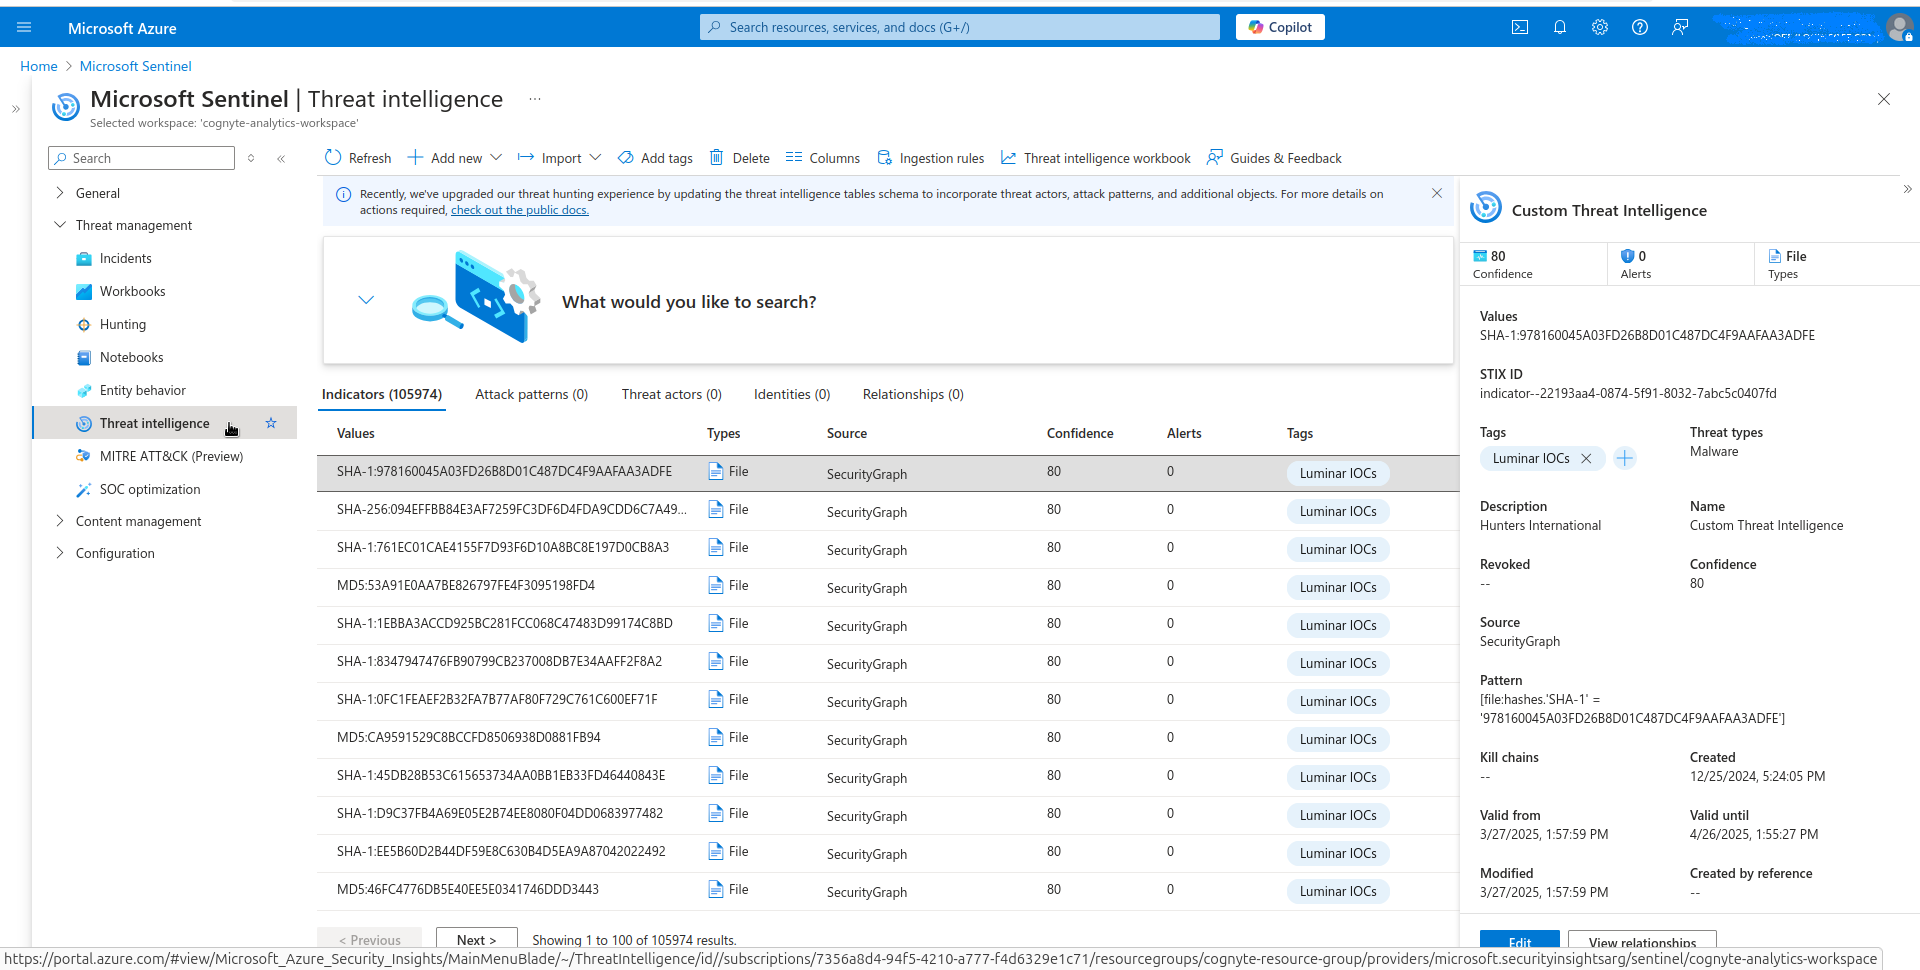 Microsoft Azure
Search resources, services, and docs (G+/)
Copilot
Home > Microsoft Sentinel
Microsoft Sentinel | Threat intelligence ...
Selected workspace: 'cognyte-analytics-workspace'
Search
General
Threat management
Incidents
Workbooks
Hunting
Notebooks
Entity behavior
Threat intelligence
MITRE ATT&CK (Preview)
SOC optimization
Content management
Configuration
Refresh Add new Import Add tags Delete Columns Ingestion rules Threat intelligence workbook Guides & Feedback
Recently, we've upgraded our threat hunting experience by updating the threat intelligence tables schema to incorporate threat actors, attack patterns, and additional objects. For more details on
actions required, check out the public docs.
What would you like to search?
Indicators (105974) Attack patterns (0) Threat actors (0) Identities (0) Relationships (0)
Values Types Source Confidence Alerts Tags
SHA-1:978160045A03FD26B8D01C487DC4F9AAFAA3ADFE File SecurityGraph 80 0 Luminar IOCs
SHA-256:094EFFBB84E3AF7259FC3DF6D4FDA9CDD6C7A49... File SecurityGraph 80 0 Luminar IOCs
SHA-1:761EC01CAE4155F7D93F6D10A8BC8E197D0CB8A3 File SecurityGraph 80 0 Luminar IOCs
MD5:53A91E0AA7BE826797FE4F3095198FD4 File SecurityGraph 80 0 Luminar IOCs
SHA-1:1EBBA3ACCD925BC281FCC068C47483D99174C8BD File SecurityGraph 80 0 Luminar IOCs
SHA-1:8347947476FB90799CB237008DB7E34AAFF2F8A2 File SecurityGraph 80 0 Luminar IOCs
SHA-1:0FC1FEAEF2B32FA7B77AF80F729C761C600EF71F File SecurityGraph 80 0 Luminar IOCs
MD5:CA9591529C8BCCFD8506938D0881FB94 File SecurityGraph 80 0 Luminar IOCs
SHA-1:45DB28B53C615653734AA0BB1EB33FD46440843E File SecurityGraph 80 0 Luminar IOCs
SHA-1:D9C37FB4A69E05E2B74EE8080F04DD0683977482 File SecurityGraph 80 0 Luminar IOCs
SHA-1:EE5B60D2B44DF59E8C630B4D5EA9A87042022492 File SecurityGraph 80 0 Luminar IOCs
MD5:46FC4776DB5E40EE5E0341746DDD3443 File SecurityGraph 80 0 Luminar IOCs
< Previous Next > Showing 1 to 100 of 105974 results.
Custom Threat Intelligence
80 0 File
Confidence Alerts Types
Values
SHA-1:978160045A03FD26B8D01C487DC4F9AAFAA3ADFE
STIX ID
indicator--22193aa4-0874-5f91-8032-7abc5c0407fd
Tags Threat types
Luminar IOCs Malware
Description Name
Hunters International Custom Threat Intelligence
Revoked Confidence
-- 80
Source
SecurityGraph
Pattern
[file:hashes.'SHA-1' =
'978160045A03FD26B8D01C487DC4F9AAFAA3ADFE']
Kill chains Created
-- 12/25/2024, 5:24:05 PM
Valid from Valid until
3/27/2025, 1:57:59 PM 4/26/2025, 1:55:27 PM
Modified Created by reference
3/27/2025, 1:57:59 PM --
Edit View relationships
https://portal.azure.com/#view/Microsoft_Azure_Security_Insights/MainMenuBlade/~/ThreatIntelligence/id//subscriptions/7356a8d4-94f5-4210-a777-f4d6329e1c71/resourcegroups/cognyte-resource-group/providers/microsoft.securityinsightsarg/sentinel/cognyte-analytics-workspace